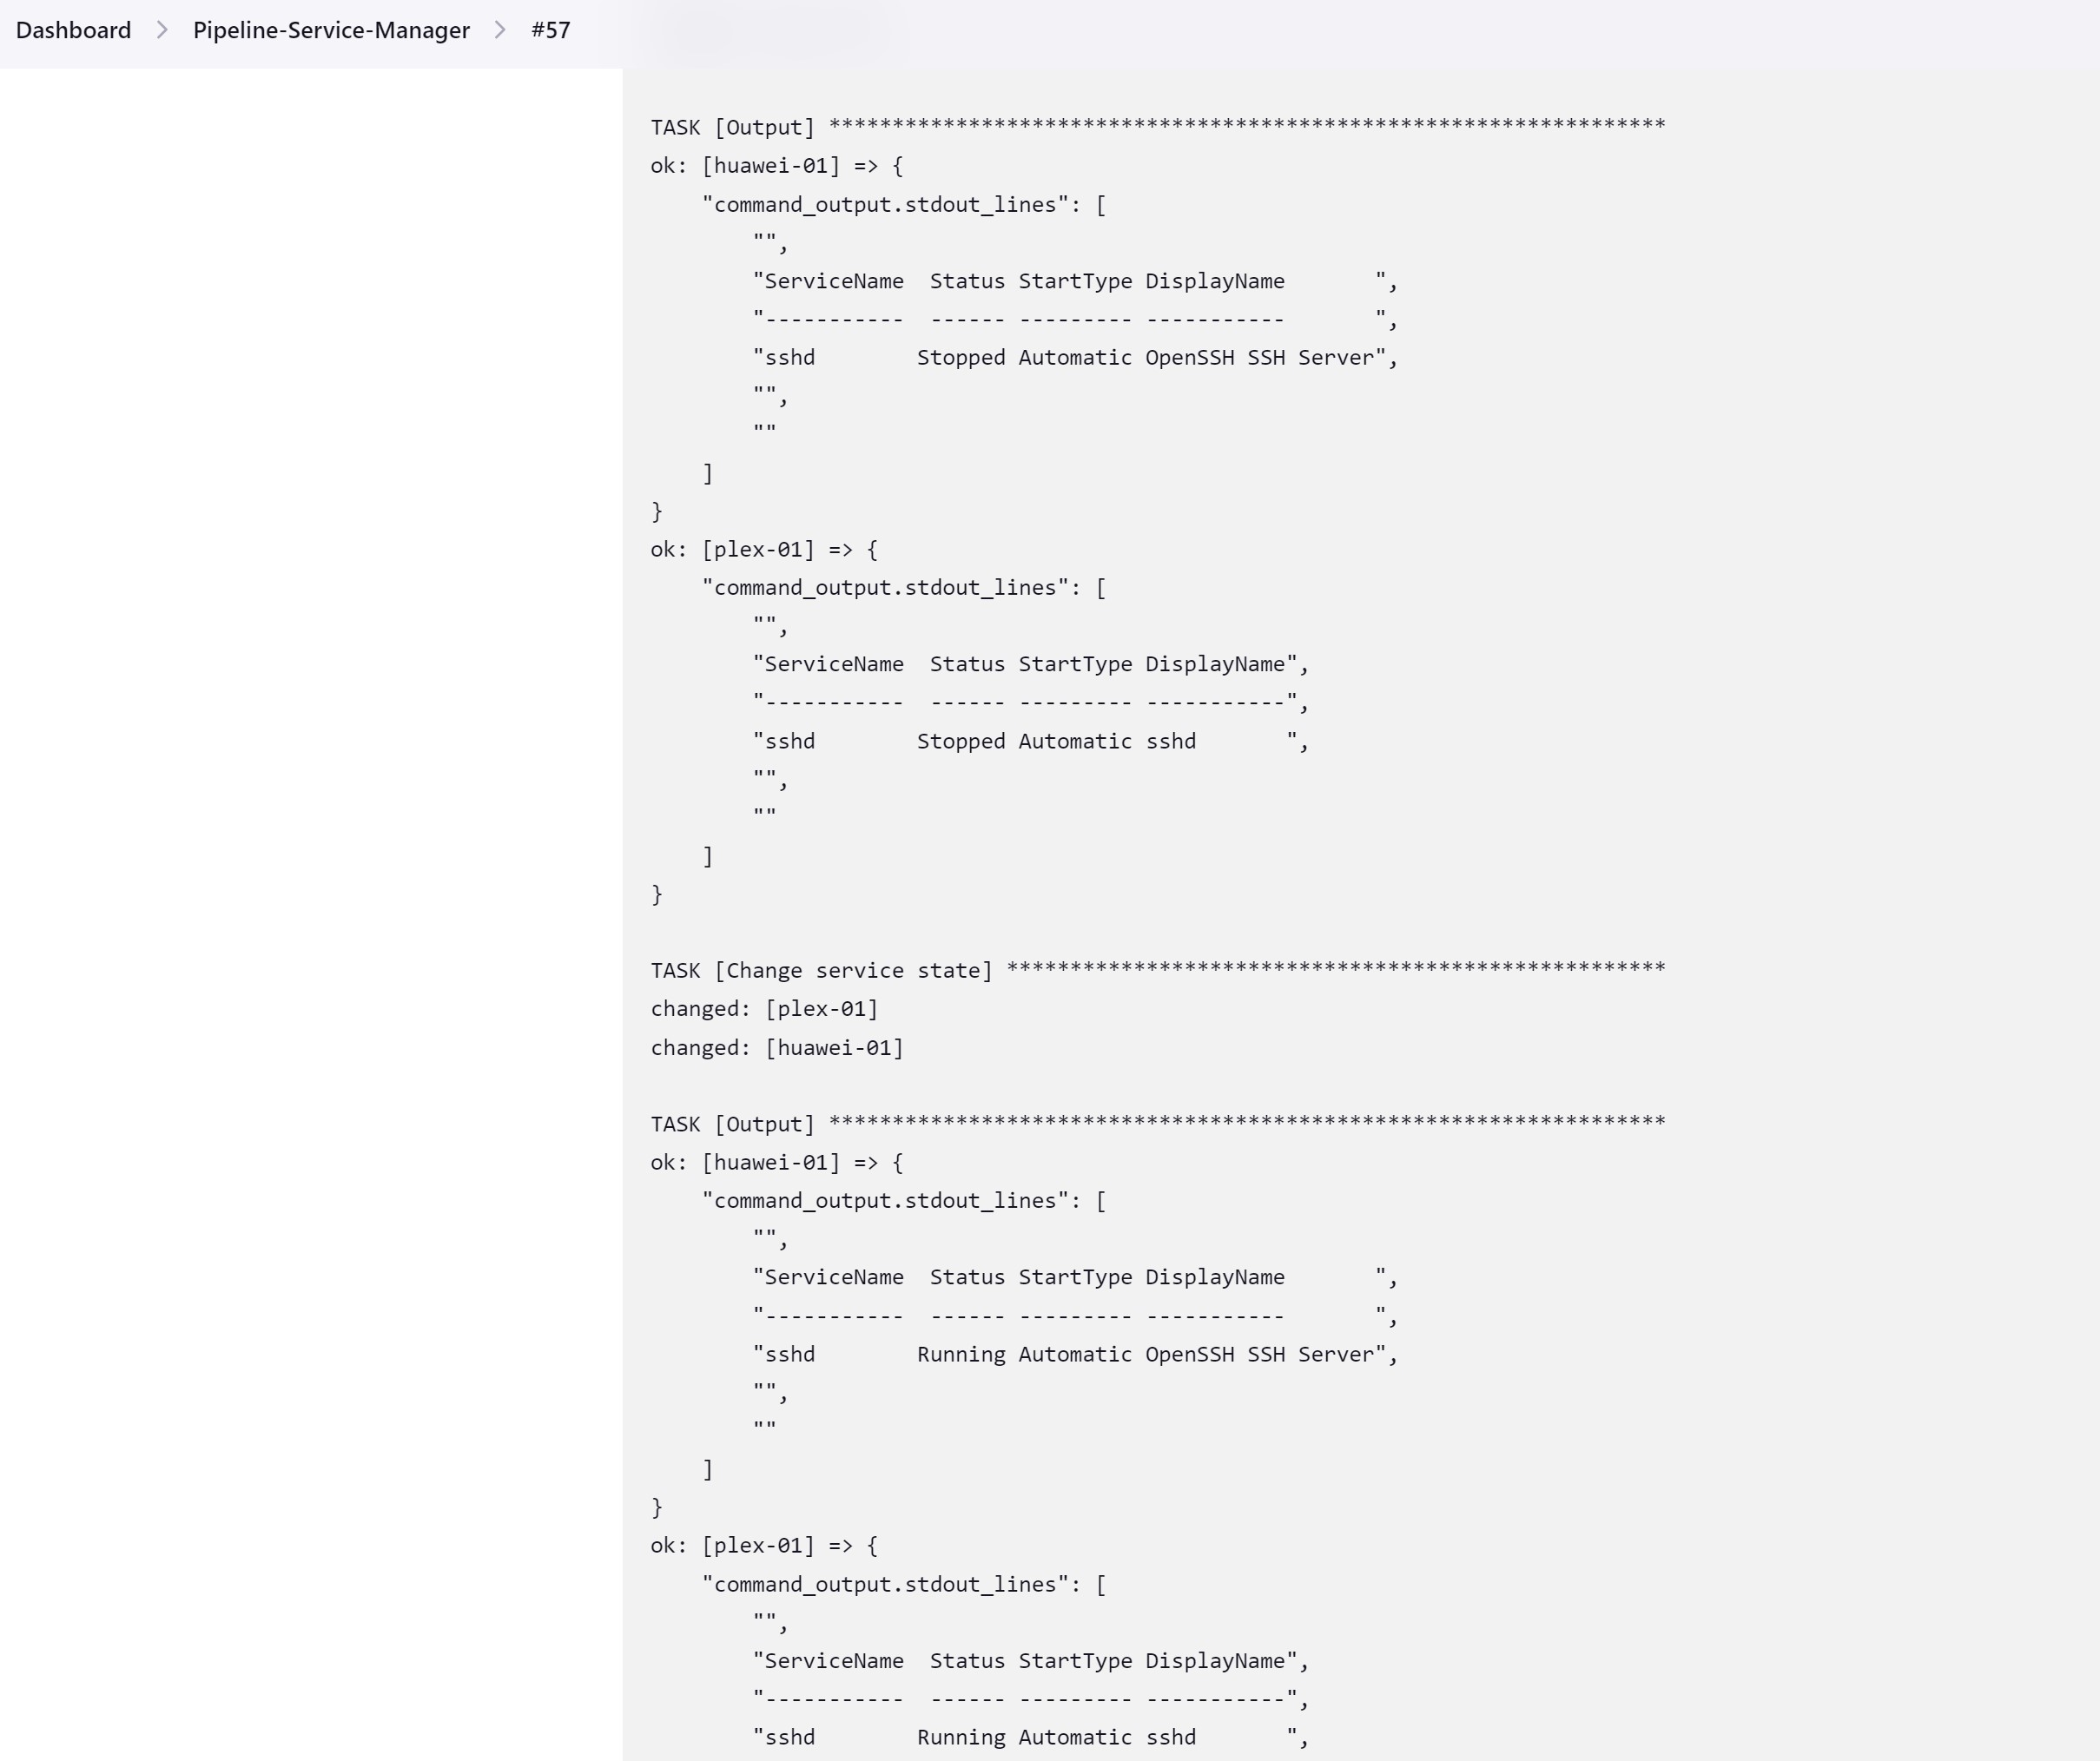 Dashboard > Pipeline-Service-Manager > #57
TASK [Output] ******************************************************************
ok: [huawei-01] => {
    "command_output.stdout_lines": [
        "",
        "ServiceName  Status StartType DisplayName       ",
        "-----------  ------ --------- -----------       ",
        "sshd        Stopped Automatic OpenSSH SSH Server",
        "",
        ""
    ]
}
ok: [plex-01] => {
    "command_output.stdout_lines": [
        "",
        "ServiceName  Status StartType DisplayName",
        "-----------  ------ --------- -----------",
        "sshd        Stopped Automatic sshd       ",
        "",
        ""
    ]
}
TASK [Change service state] ****************************************************
changed: [plex-01]
changed: [huawei-01]
TASK [Output] ******************************************************************
ok: [huawei-01] => {
    "command_output.stdout_lines": [
        "",
        "ServiceName  Status StartType DisplayName       ",
        "-----------  ------ --------- -----------       ",
        "sshd        Running Automatic OpenSSH SSH Server",
        "",
        ""
    ]
}
ok: [plex-01] => {
    "command_output.stdout_lines": [
        "",
        "ServiceName  Status StartType DisplayName",
        "-----------  ------ --------- -----------",
        "sshd        Running Automatic sshd       ",